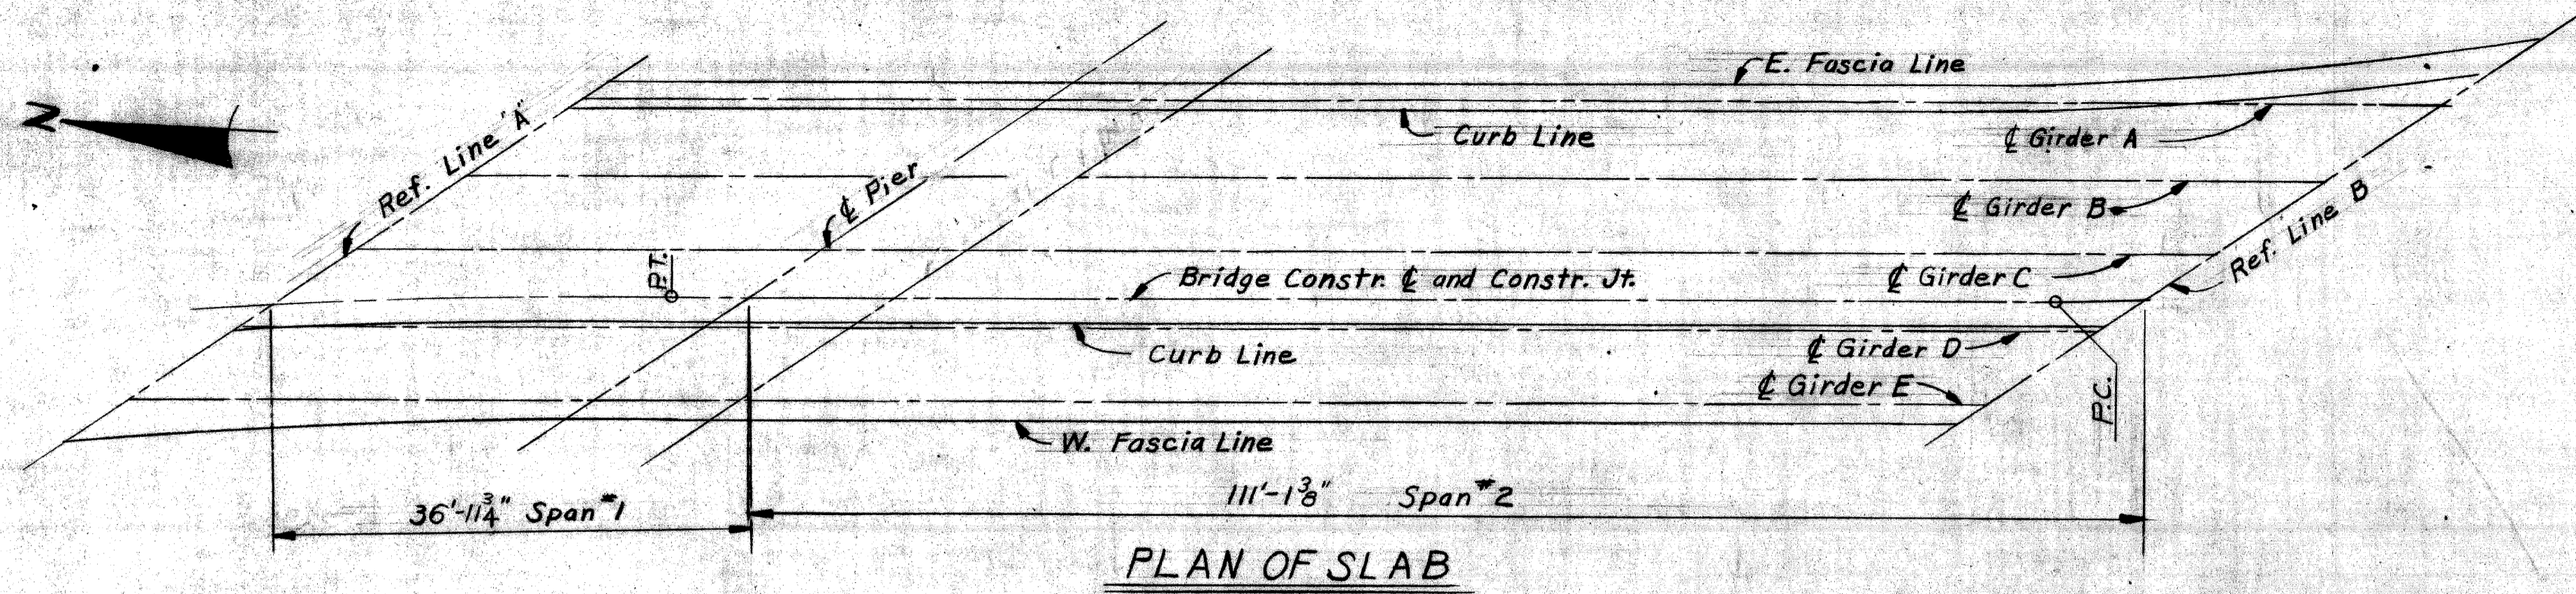 N
Ref. Line "A"
℄ Pier
E. Fascia Line
Curb Line
℄ Girder A
℄ Girder B
Ref. Line B
P.T.
Bridge Constr. ℄ and Constr. Jt.
℄ Girder C
Curb Line
℄ Girder D
℄ Girder E
P.C.
W. Fascia Line
36'-11¾" Span #1
111'-1⅜" Span #2
PLAN OF SLAB